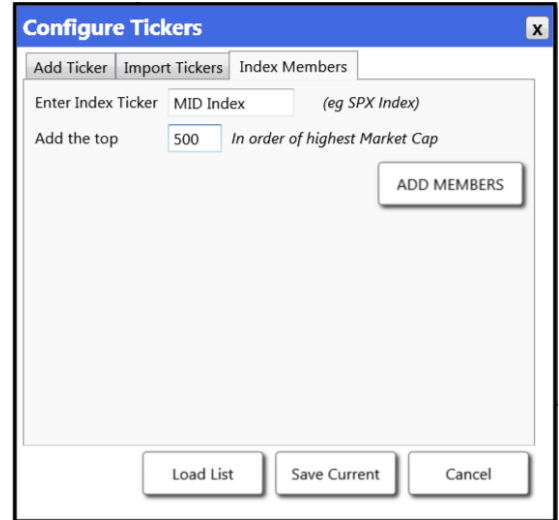 Configure Tickers x
Add Ticker Import Tickers Index Members
Enter Index Ticker MID Index (eg SPX Index)
Add the top 500 In order of highest Market Cap
ADD MEMBERS
Load List Save Current Cancel